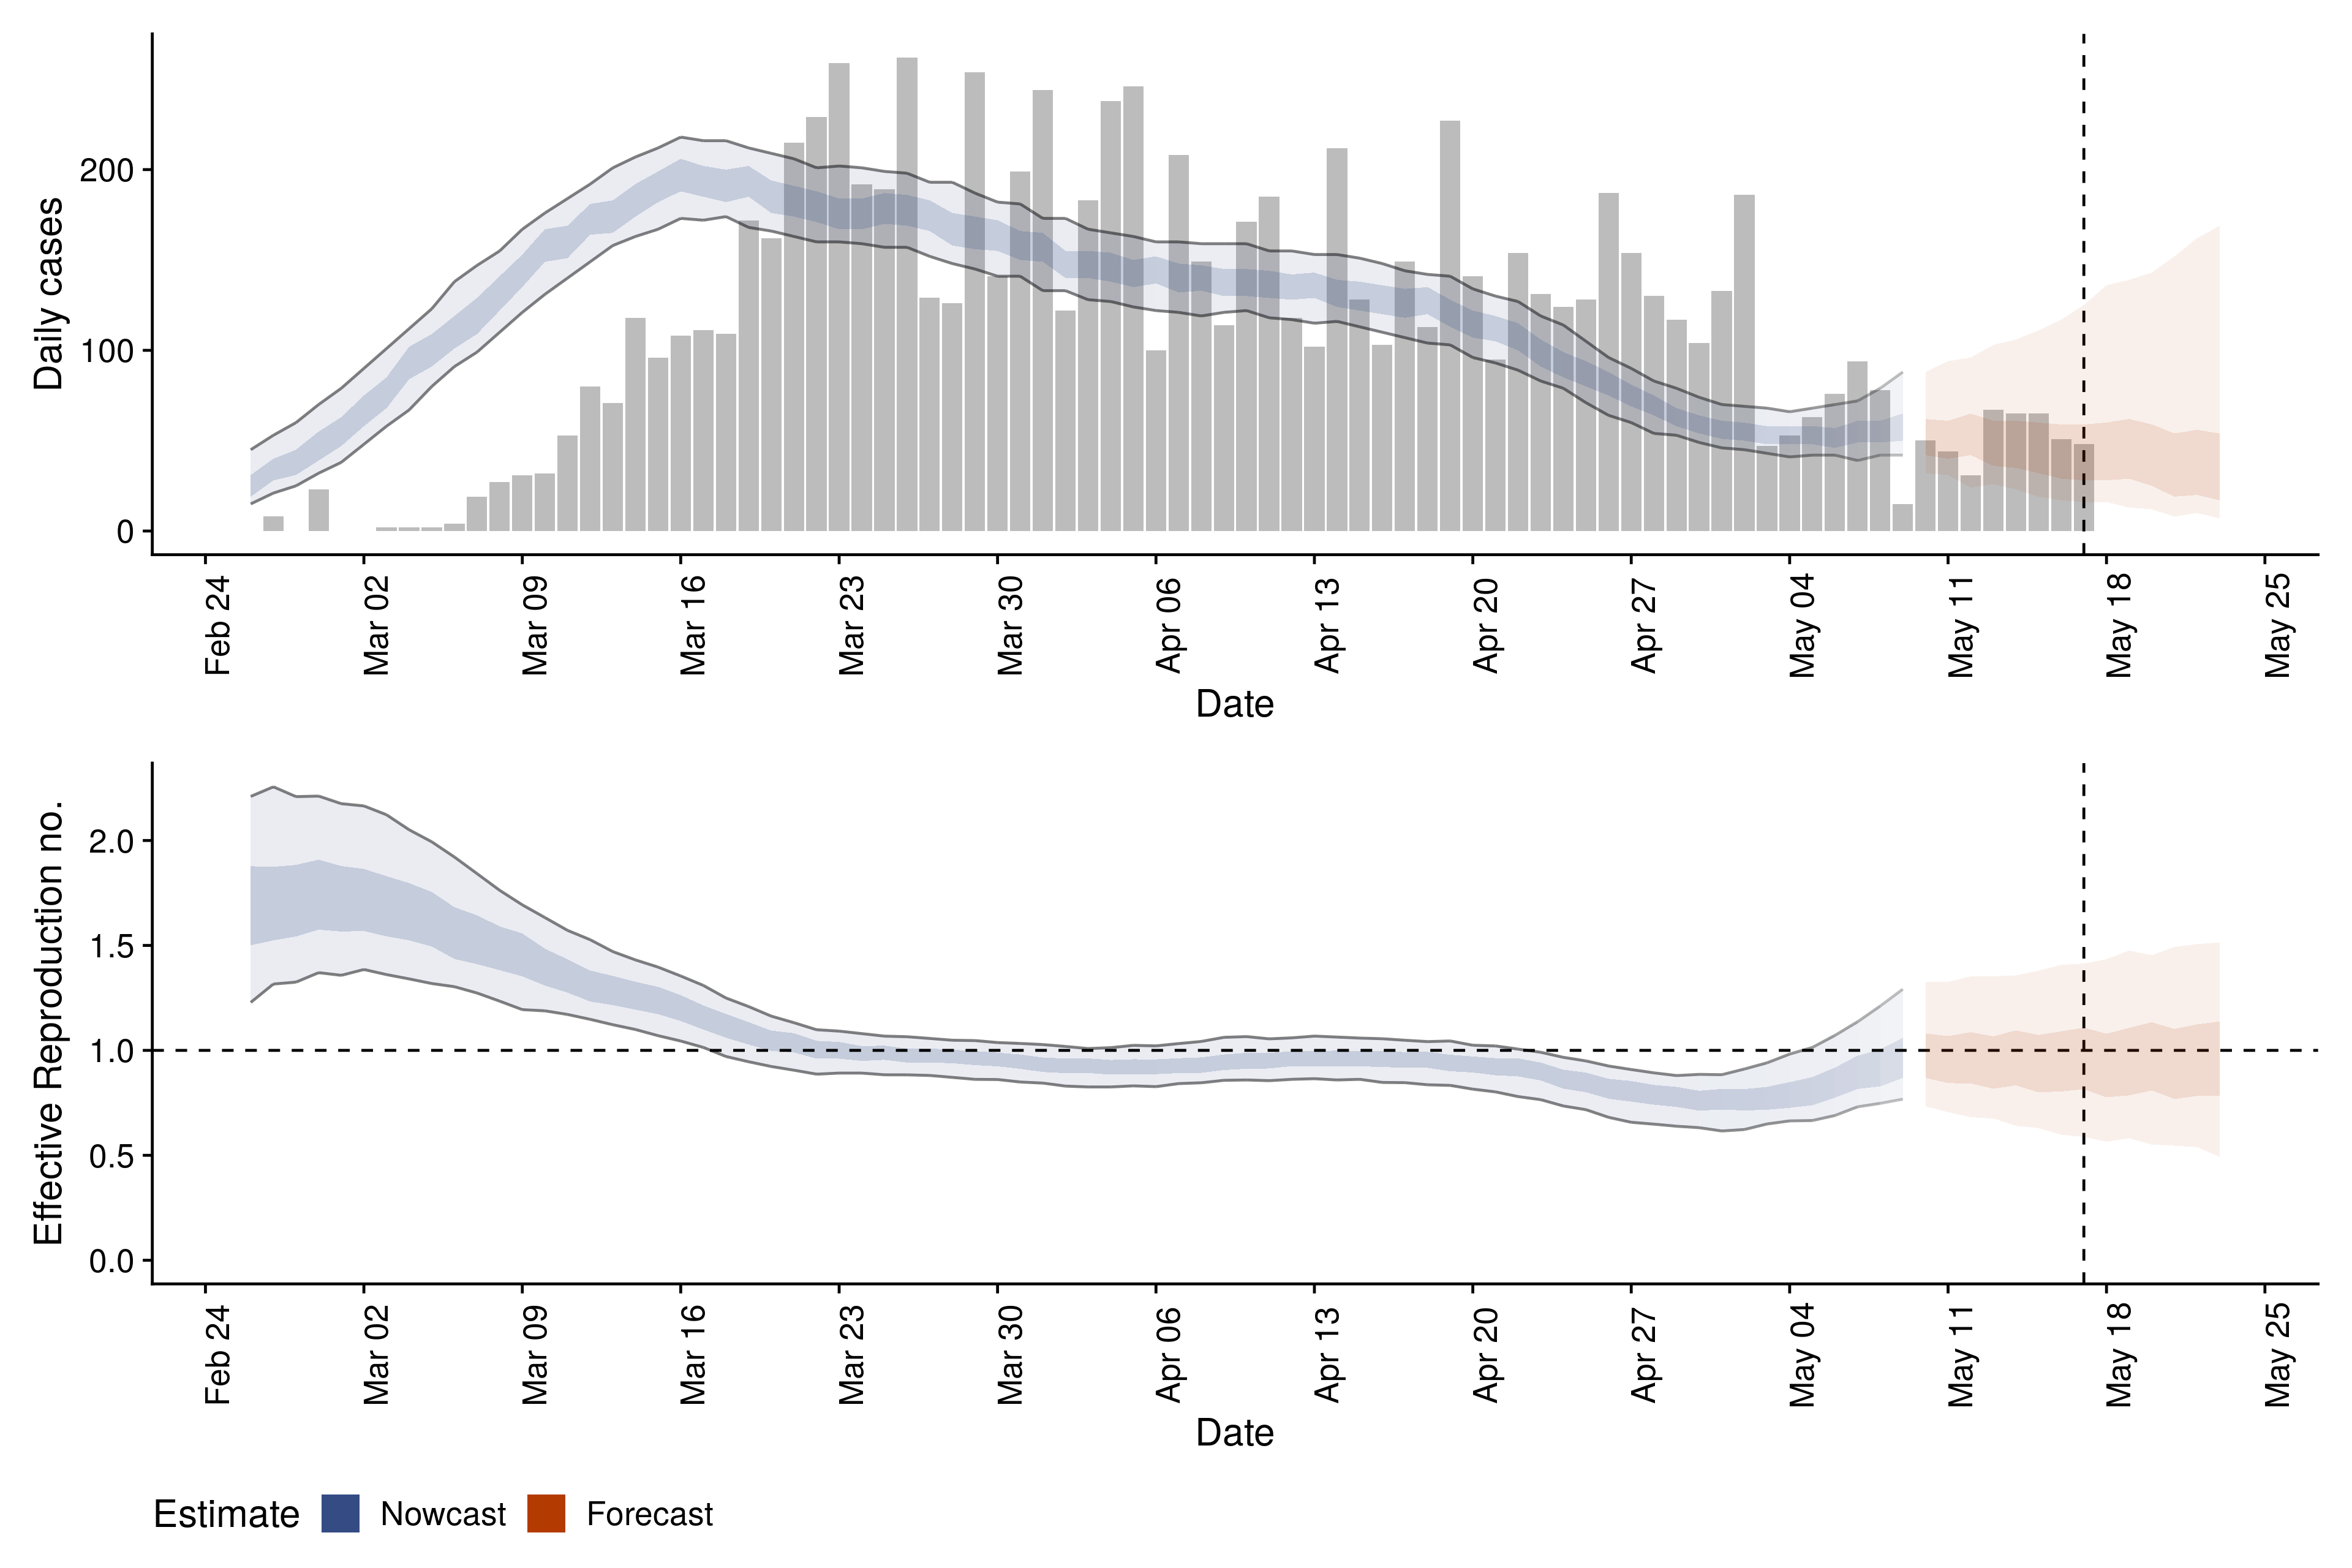 Daily cases
200
100
0
Feb 24
Mar 02
Mar 09
Mar 16
Mar 23
Mar 30
Apr 06
Apr 13
Apr 20
Apr 27
May 04
May 11
May 18
May 25
Date
Effective Reproduction no.
2.0
1.5
1.0
0.5
0.0
Feb 24
Mar 02
Mar 09
Mar 16
Mar 23
Mar 30
Apr 06
Apr 13
Apr 20
Apr 27
May 04
May 11
May 18
May 25
Date
Estimate Nowcast Forecast